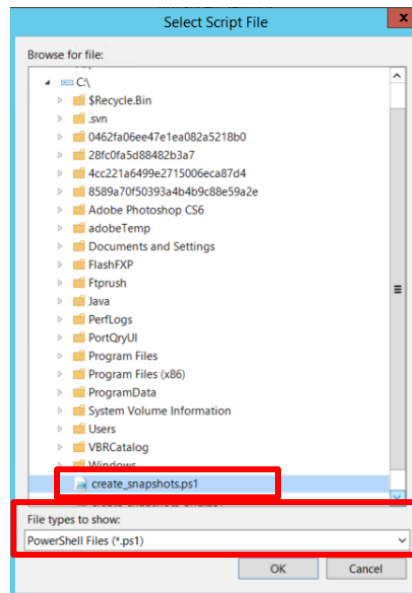 Select Script File
x
Browse for file:
C:\
$Recycle.Bin
.svn
0462fa06ee47e1ea082a5218b0
28fc0fa5d88482b3a7
4cc221a6499e2715006eca87d4
8589a70f50393a4b4b9c88e59a2e
Adobe Photoshop CS6
adobeTemp
Documents and Settings
FlashFXP
Ftprush
Java
PerfLogs
PortQryUI
Program Files
Program Files (x86)
ProgramData
System Volume Information
Users
VBRCatalog
Windows
create_snapshots.ps1
File types to show:
PowerShell Files (*.ps1)
OK Cancel